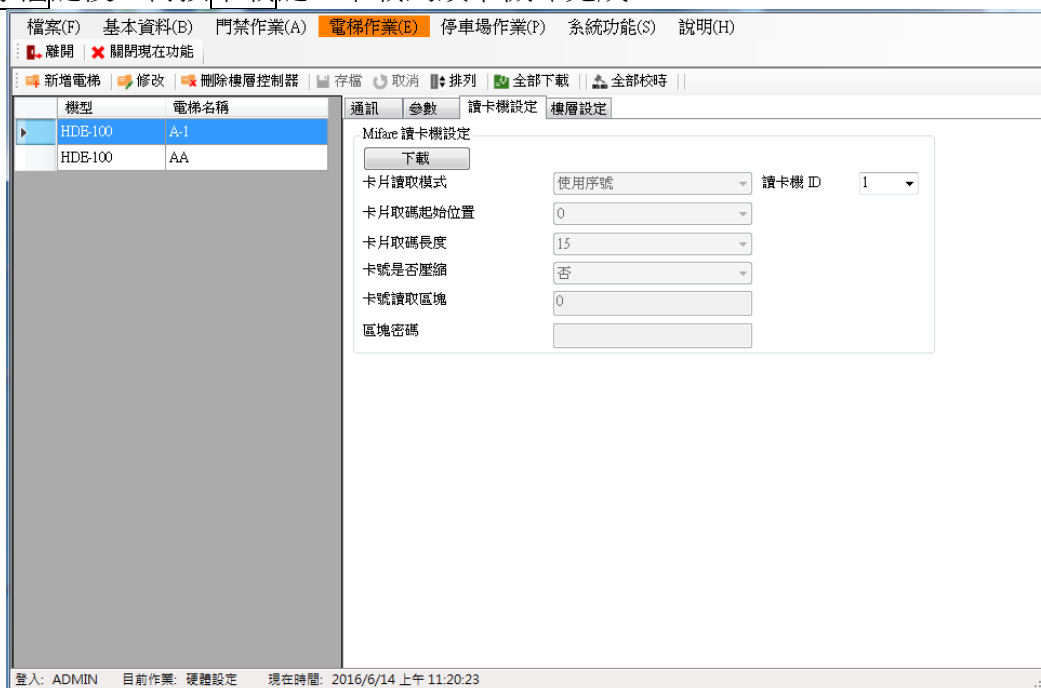 檔案(F) 基本資料(B) 門禁作業(A) 電梯作業(E) 停車場作業(P) 系統功能(S) 說明(H)
離開 關閉現在功能
新增電梯 修改 刪除樓層控制器 存檔 取消 排列 全部下載 全部校時
機型 電梯名稱
HDE-100 A-1
HDE-100 AA
通訊 參數 讀卡機設定 樓層設定
Mifare 讀卡機設定
下載
卡片讀取模式 使用序號 讀卡機 ID 1
卡片取碼起始位置 0
卡片取碼長度 15
卡號是否壓縮 否
卡號讀取區塊 0
區塊密碼
登入: ADMIN 目前作業: 硬體設定 現在時間: 2016/6/14 上午 11:20:23